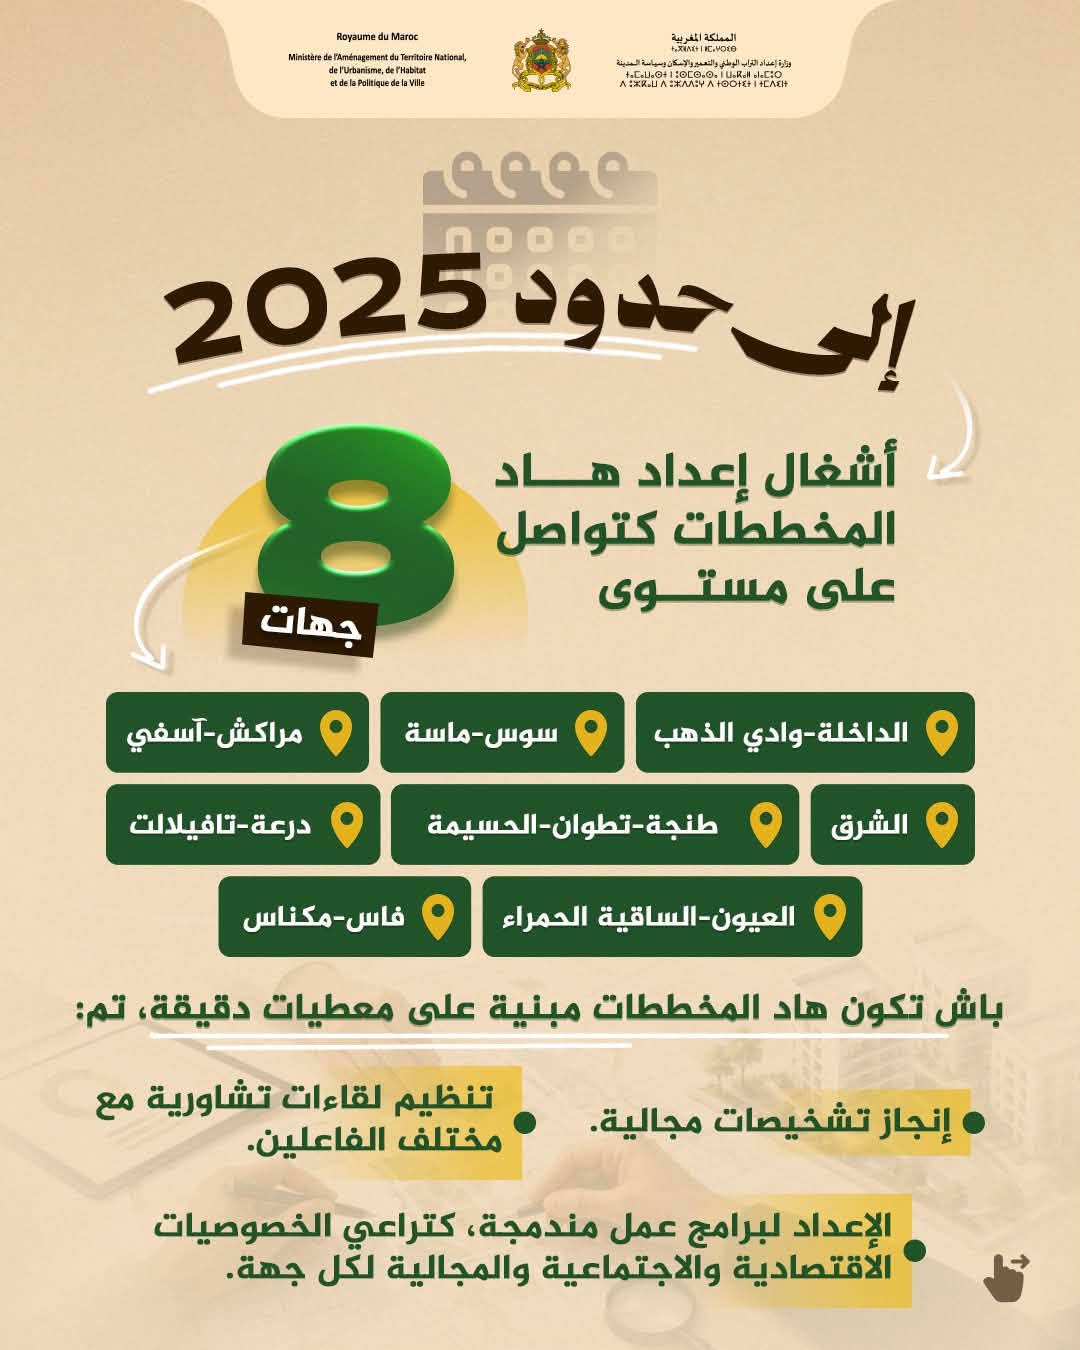 Royaume du Maroc
Ministère de l'Aménagement du Territoire National,
de l'Urbanisme, de l'Habitat
et de la Politique de la Ville
المملكة المغربية
ⵜⴰⴳⵍⴷⵉⵜ ⵏ ⵍⵎⵖⵔⵉⴱ
وزارة إعداد التراب الوطني والتعمير والإسكان وسياسة المدينة
إلى حدود 2025
أشغال إعداد هاد
المخططات كتواصل
على مستوى
8
جهات
الداخلة-وادي الذهب
سوس-ماسة
مراكش-آسفي
الشرق
طنجة-تطوان-الحسيمة
درعة-تافيلالت
العيون-الساقية الحمراء
فاس-مكناس
باش تكون هاد المخططات مبنية على معطيات دقيقة، تم:
إنجاز تشخيصات مجالية.
تنظيم لقاءات تشاورية مع
مختلف الفاعلين.
الإعداد لبرامج عمل مندمجة، كتراعي الخصوصيات
الاقتصادية والاجتماعية والمجالية لكل جهة.